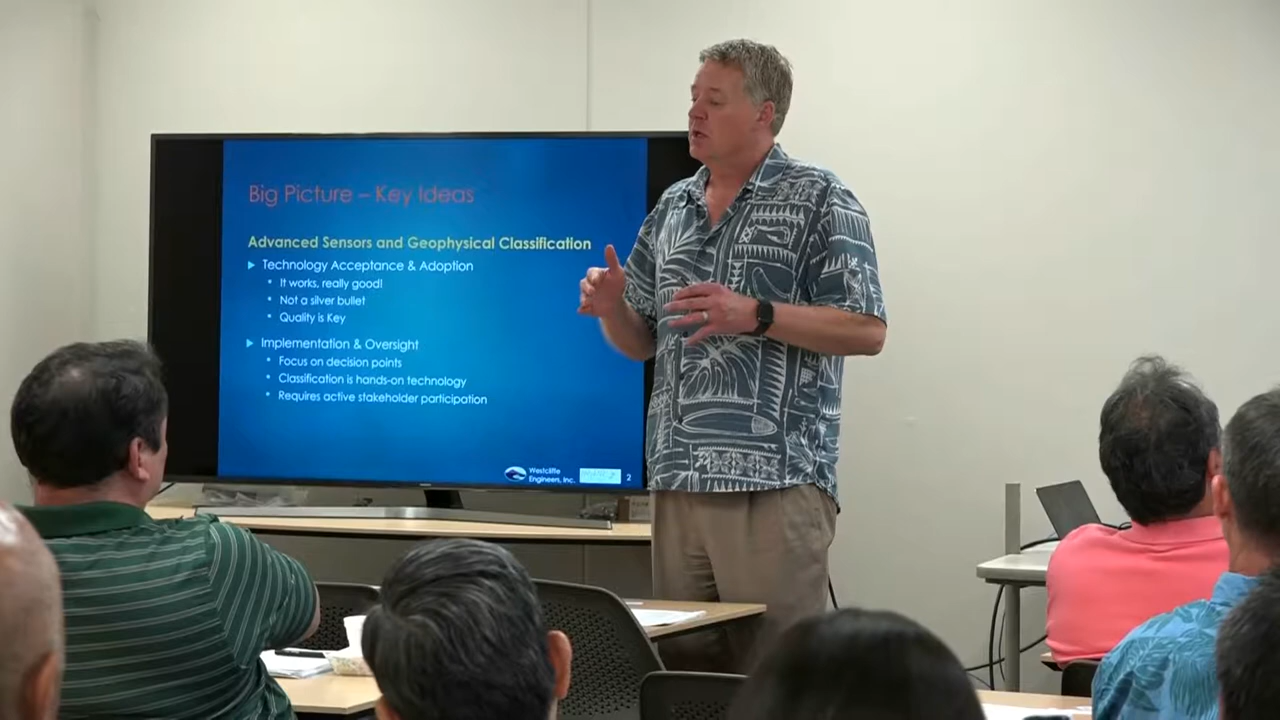 Big Picture – Key Ideas
Advanced Sensors and Geophysical Classification
Technology Acceptance & Adoption
It works, really good!
Not a silver bullet
Quality is Key
Implementation & Oversight
Focus on decision points
Classification is hands-on technology
Requires active stakeholder participation
Westcliffe
Engineers, Inc.
2